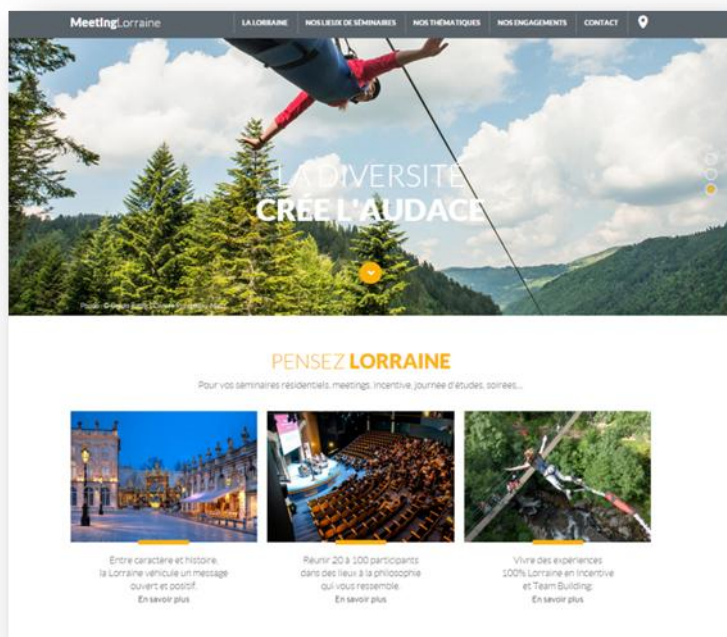 MeetingLorraine
LA LORRAINE
NOS LIEUX DE SÉMINAIRES
NOS THÉMATIQUES
NOS ENGAGEMENTS
CONTACT
LA DIVERSITÉ
CRÉE L'AUDACE
PENSEZ LORRAINE
Pour vos séminaires résidentiels, meetings, incentive, journée d'études, soirées...
Entre caractère et histoire,
la Lorraine véhicule un message
ouvert et positif.
En savoir plus
Réunir 20 à 100 participants
dans des lieux à la philosophie
qui vous ressemble.
En savoir plus
Vivre des expériences
100% Lorraine en Incentive
et Team Building.
En savoir plus